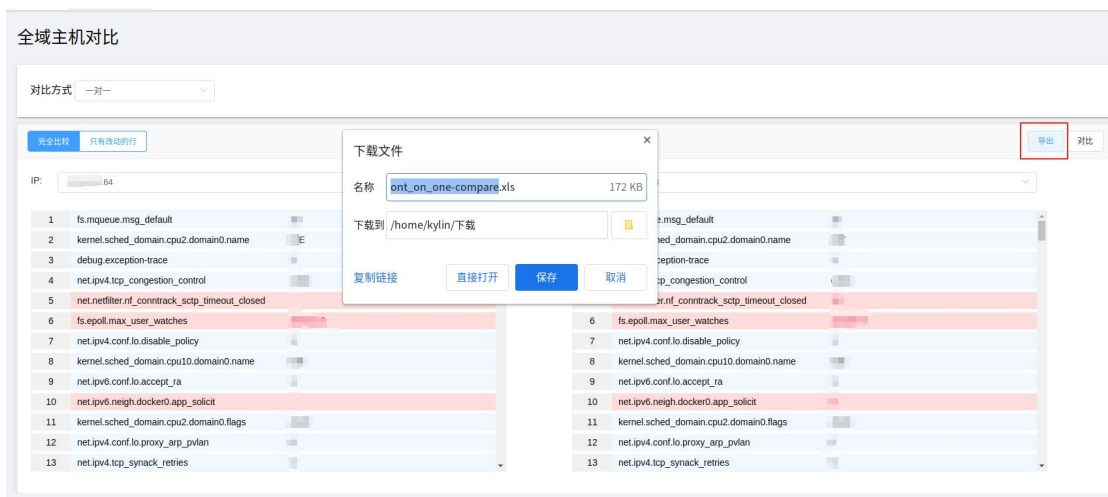 全域主机对比
对比方式 一对一
完全比较 只有改动的行
导出 对比
下载文件 ×
名称 ont_on_one-compare.xls 172 KB
下载到 /home/kylin/下载
复制链接 直接打开 保存 取消
IP: .64
1 fs.mqueue.msg_default
2 kernel.sched_domain.cpu2.domain0.name E
3 debug.exception-trace
4 net.ipv4.tcp_congestion_control
5 net.netfilter.nf_conntrack_sctp_timeout_closed
6 fs.epoll.max_user_watches
7 net.ipv4.conf.lo.disable_policy
8 kernel.sched_domain.cpu10.domain0.name
9 net.ipv6.conf.lo.accept_ra
10 net.ipv6.neigh.docker0.app_solicit
11 kernel.sched_domain.cpu2.domain0.flags
12 net.ipv4.conf.lo.proxy_arp_pvlan
13 net.ipv4.tcp_synack_retries
e.msg_default
ned_domain.cpu2.domain0.name
ception-trace
cp_congestion_control
er.nf_conntrack_sctp_timeout_closed
6 fs.epoll.max_user_watches
7 net.ipv4.conf.lo.disable_policy
8 kernel.sched_domain.cpu10.domain0.name
9 net.ipv6.conf.lo.accept_ra
10 net.ipv6.neigh.docker0.app_solicit
11 kernel.sched_domain.cpu2.domain0.flags
12 net.ipv4.conf.lo.proxy_arp_pvlan
13 net.ipv4.tcp_synack_retries